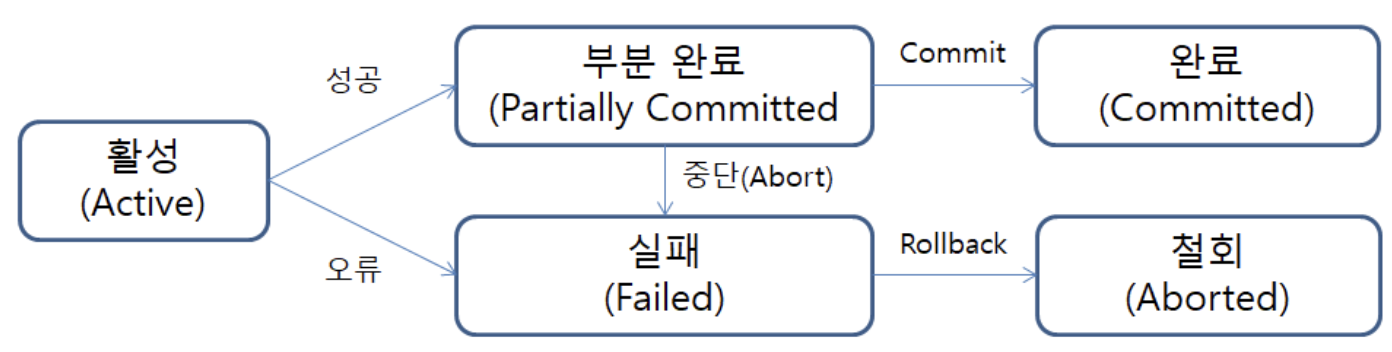 성공
부분 완료
(Partially Committed
Commit
완료
(Committed)
활성
(Active)
중단(Abort)
오류
실패
(Failed)
Rollback
철회
(Aborted)